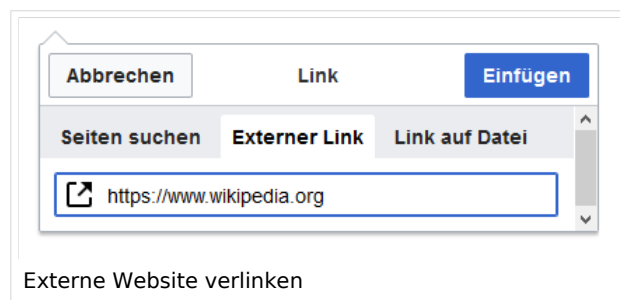 Abbrechen Link Einfügen
Seiten suchen Externer Link Link auf Datei
https://www.wikipedia.org
Externe Website verlinken